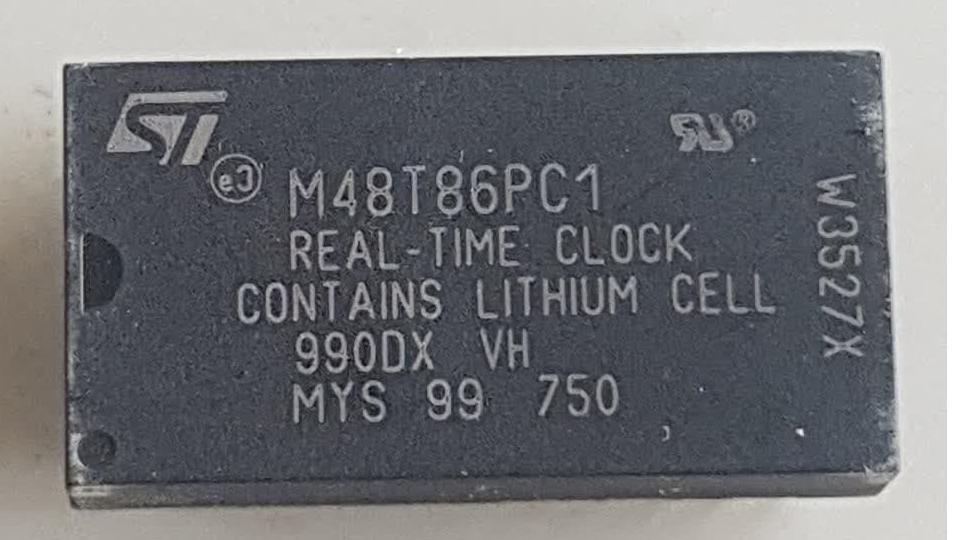 ST
e3
M48T86PC1
REAL-TIME CLOCK
CONTAINS LITHIUM CELL
990DX VH
MYS 99 750
W3527X